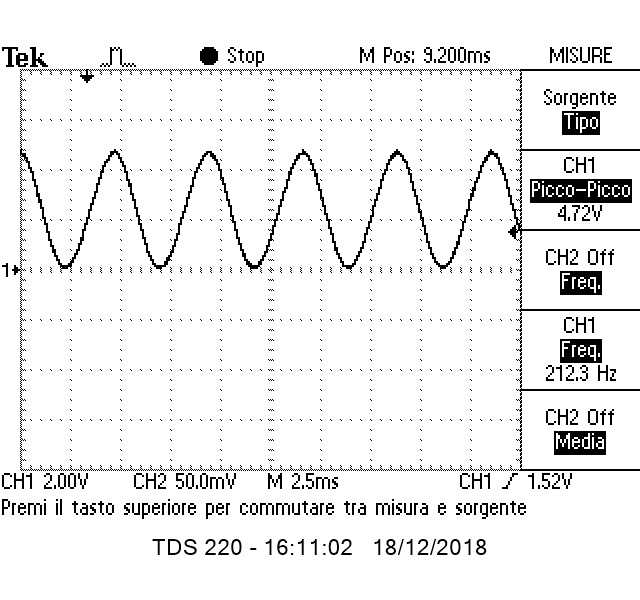 Tek Stop M Pos: 9.200ms MISURE
Sorgente
Tipo
CH1
Picco-Picco
4.72V
CH2 Off
Freq.
1
CH1
Freq.
212.3 Hz
CH2 Off
Media
CH1 2.00V CH2 50.0mV M 2.5ms CH1 1.52V
Premi il tasto superiore per commutare tra misura e sorgente
TDS 220 - 16:11:02 18/12/2018